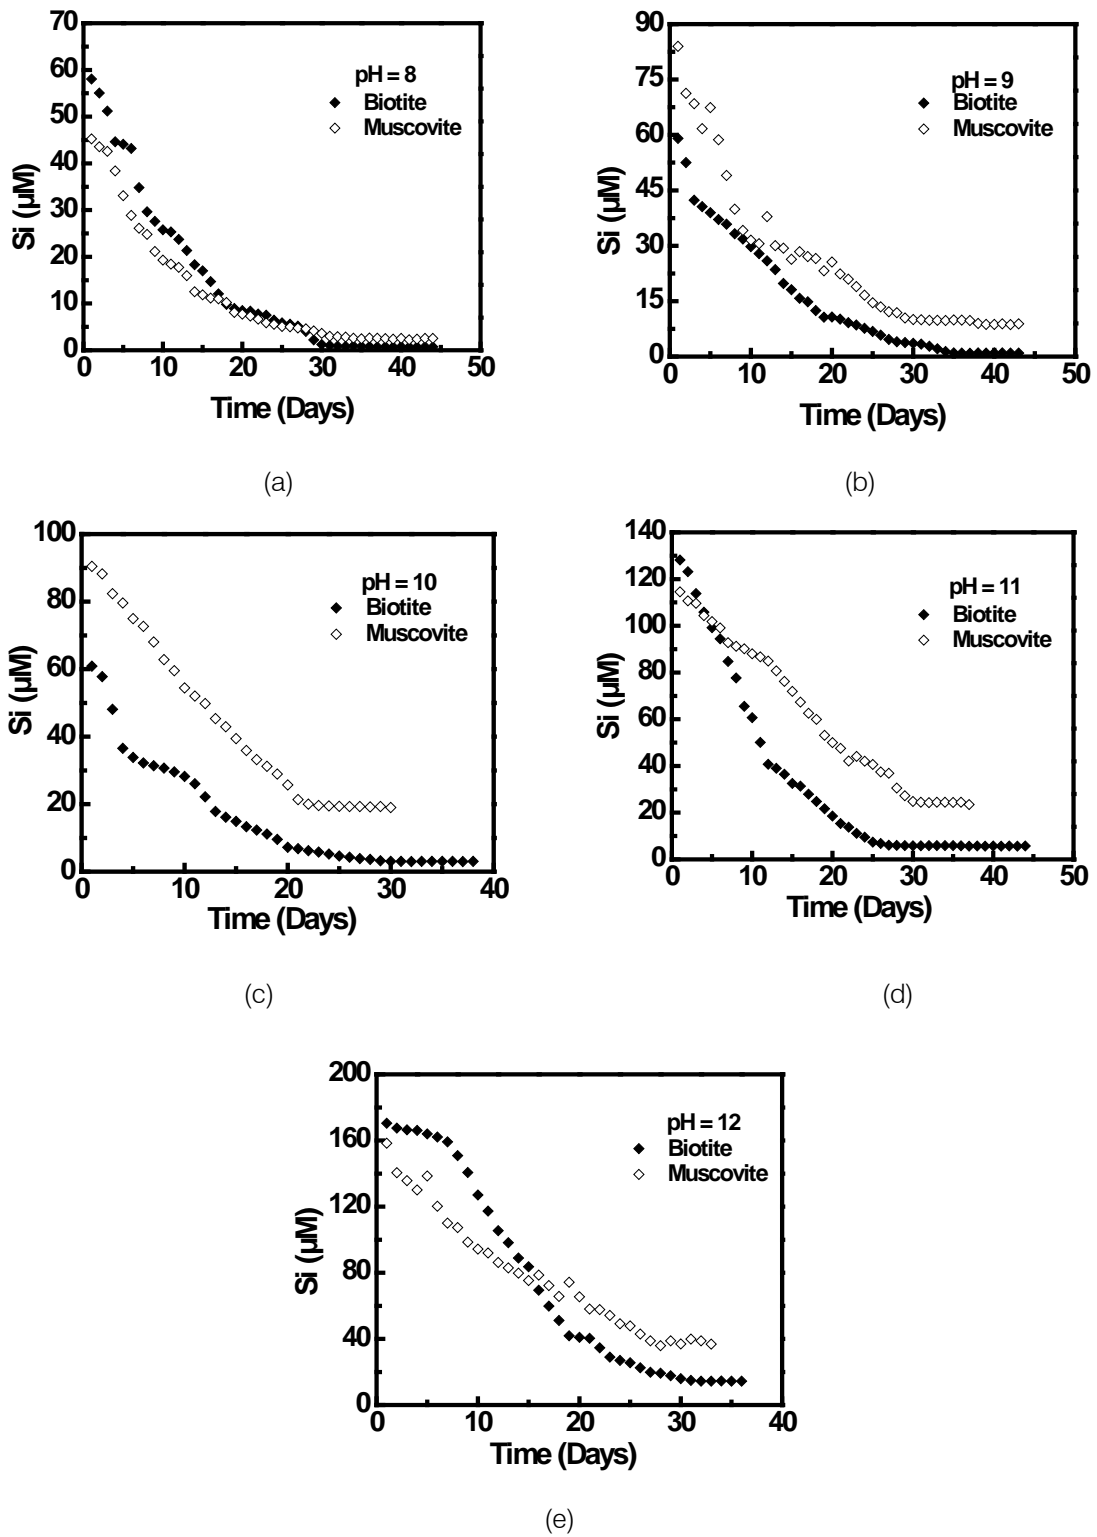 70
60
50
40
30
20
10
0
Si (µM)
pH = 8
Biotite
Muscovite
0 10 20 30 40 50
Time (Days)
(a)
90
75
60
45
30
15
0
Si (µM)
pH = 9
Biotite
Muscovite
0 10 20 30 40 50
Time (Days)
(b)
100
80
60
40
20
0
Si (µM)
pH = 10
Biotite
Muscovite
0 10 20 30 40
Time (Days)
(c)
140
120
100
80
60
40
20
0
Si (µM)
pH = 11
Biotite
Muscovite
0 10 20 30 40 50
Time (Days)
(d)
200
160
120
80
40
0
Si (µM)
pH = 12
Biotite
Muscovite
0 10 20 30 40
Time (Days)
(e)